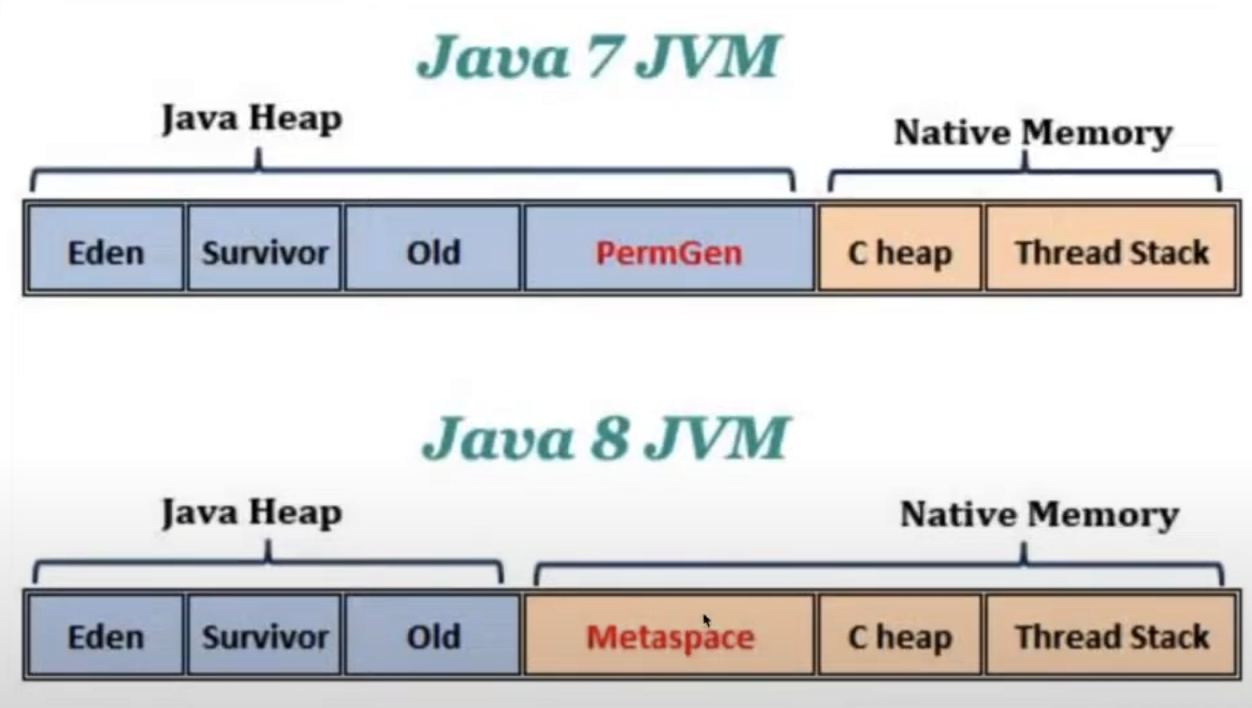 Java 7 JVM
Java Heap
Native Memory
Eden Survivor Old PermGen C heap Thread Stack
Java 8 JVM
Java Heap
Native Memory
Eden Survivor Old Metaspace C heap Thread Stack